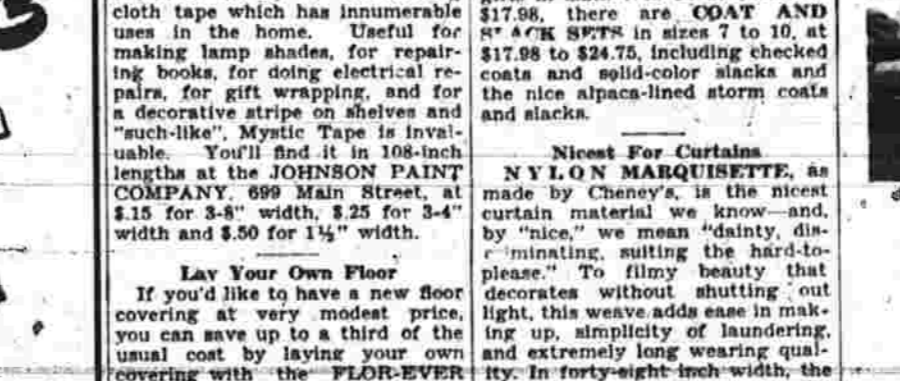 cloth tape which has innumerable
uses in the home. Useful for
making lamp shades, for repair-
ing books, for doing electrical re-
pairs, for gift wrapping, and for
a decorative stripe on shelves and
"such-like", Mystic Tape is inval-
uable. You'll find it in 108-inch
lengths at the JOHNSON PAINT
COMPANY, 699 Main Street, at
$.15 for 3-8" width, $.25 for 3-4"
width and $.50 for 1½" width.
Lay Your Own Floor
If you'd like to have a new floor
covering at very modest price,
you can save up to a third of the
usual cost by laying your own
covering with the FLOR-EVER
$17.98, there are COAT AND
SETS in sizes 7 to 10, at
$17.98 to $24.75, including checked
coats and solid-color slacks and
the nice alpaca-lined storm coats
and slacks.
Nicest For Curtains
NYLON MARQUISETTE, as
made by Cheney's, is the nicest
curtain material we know—and,
by "nice," we mean "dainty, dis-
c iminating, suiting the hard-to-
please." To filmy beauty that
decorates without shutting out
light, this weave adds ease in mak-
ing up, simplicity of laundering,
and extremely long wearing qual-
ity. In forty-eight inch width, the